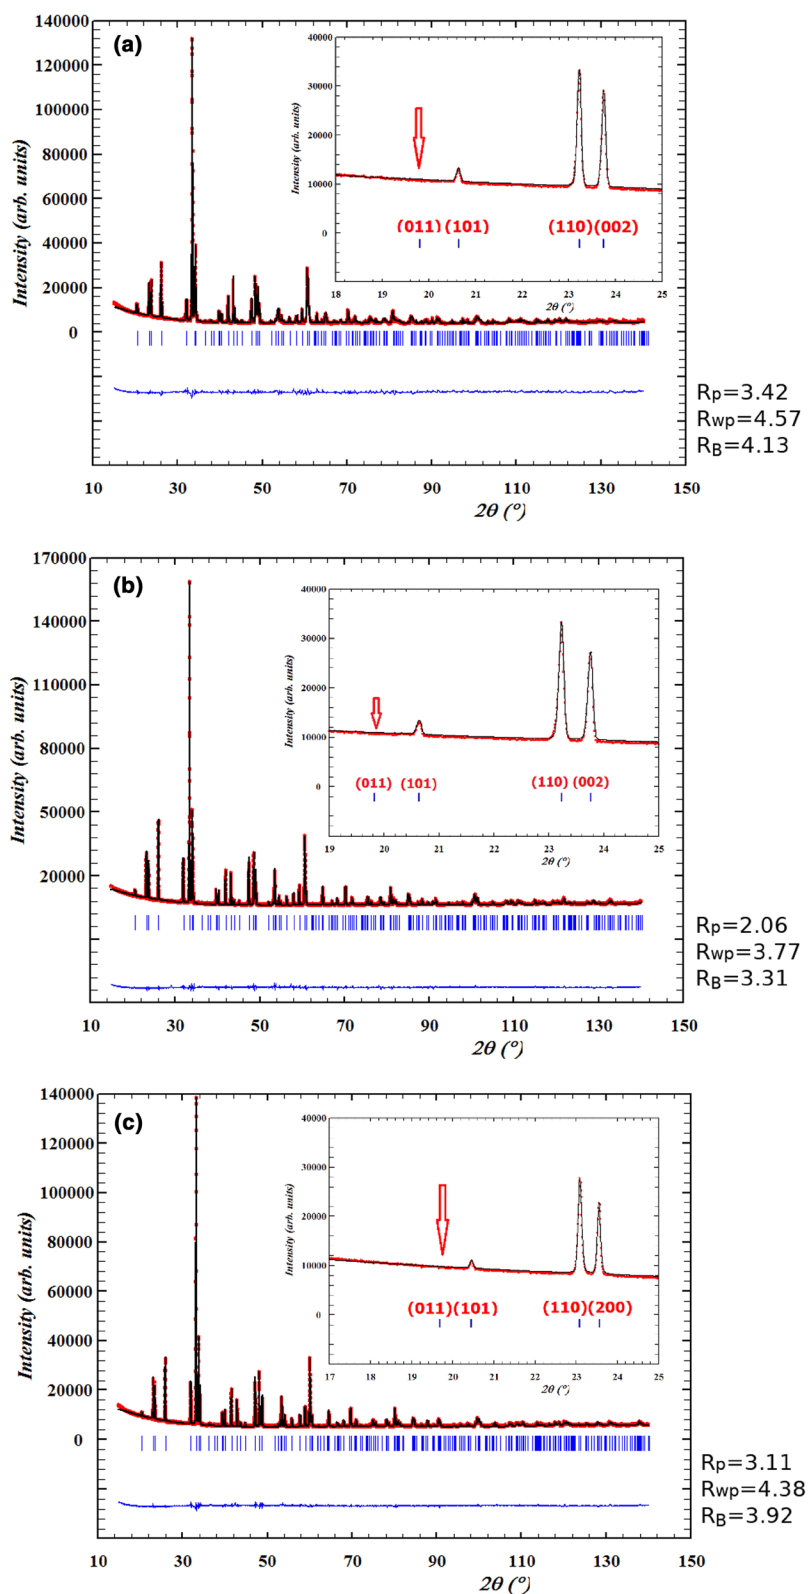 (a)
Intensity (arb. units)
140000
120000
100000
80000
60000
40000
20000
0
10 30 50 70 90 110 130 150
2θ (°)
Intensity (arb. units)
40000
30000
20000
10000
0
(011) (101) (110)(002)
18 19 20 21 22 23 24 25
2θ (°)
Rp=3.42
Rwp=4.57
RB=4.13
(b)
Intensity (arb. units)
170000
140000
110000
80000
50000
20000
10 30 50 70 90 110 130 150
2θ (°)
Intensity (arb. units)
40000
30000
20000
10000
0
(011) (101) (110) (002)
19 20 21 22 23 24 25
2θ (°)
Rp=2.06
Rwp=3.77
RB=3.31
(c)
Intensity (arb. units)
140000
120000
100000
80000
60000
40000
20000
0
10 30 50 70 90 110 130 150
2θ (°)
Intensity (arb. units)
40000
30000
20000
10000
0
(011)(101) (110)(200)
17 18 19 20 21 22 23 24 25
2θ (°)
Rp=3.11
Rwp=4.38
RB=3.92